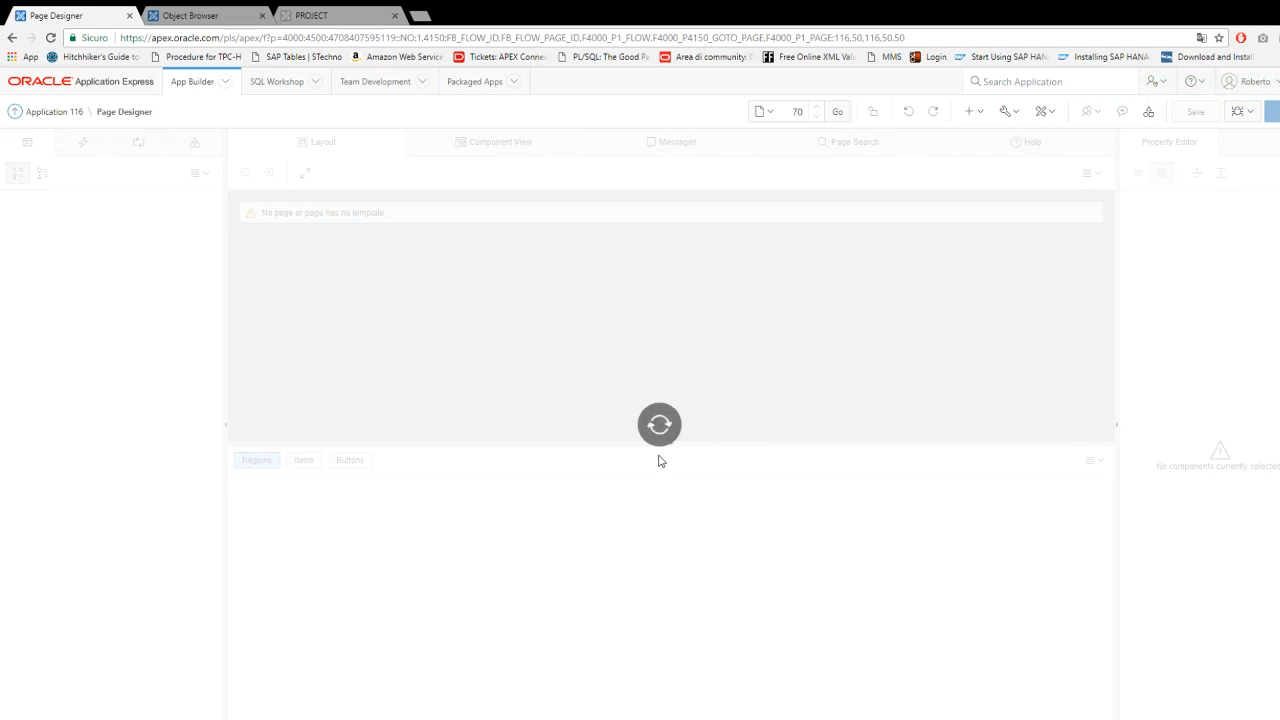 Page Designer
Object Browser
PROJECT
Sicuro
https://apex.oracle.com/pls/apex/f?p=4000:4500:4708407595119::NO:1,4150:FB_FLOW_ID,FB_FLOW_PAGE_ID,F4000_P1_FLOW,F4000_P4150_GOTO_PAGE,F4000_P1_PAGE:116,50,116,50,50
App
Hitchhiker's Guide to
Procedure for TPC-H
SAP Tables | STechno
Amazon Web Service
Tickets: APEX Connec
PL/SQL: The Good Pa
Area di community: C
Free Online XML Vali
MMS
Login
Start Using SAP HAN
Installing SAP HANA
Download and Install
ORACLE Application Express
App Builder
SQL Workshop
Team Development
Packaged Apps
Search Application
Roberto
Application 116 \ Page Designer
70
Go
Save
Layout
Component View
Messages
Page Search
Help
Property Editor
No page or page has no template
Regions
Items
Buttons
No components currently selected